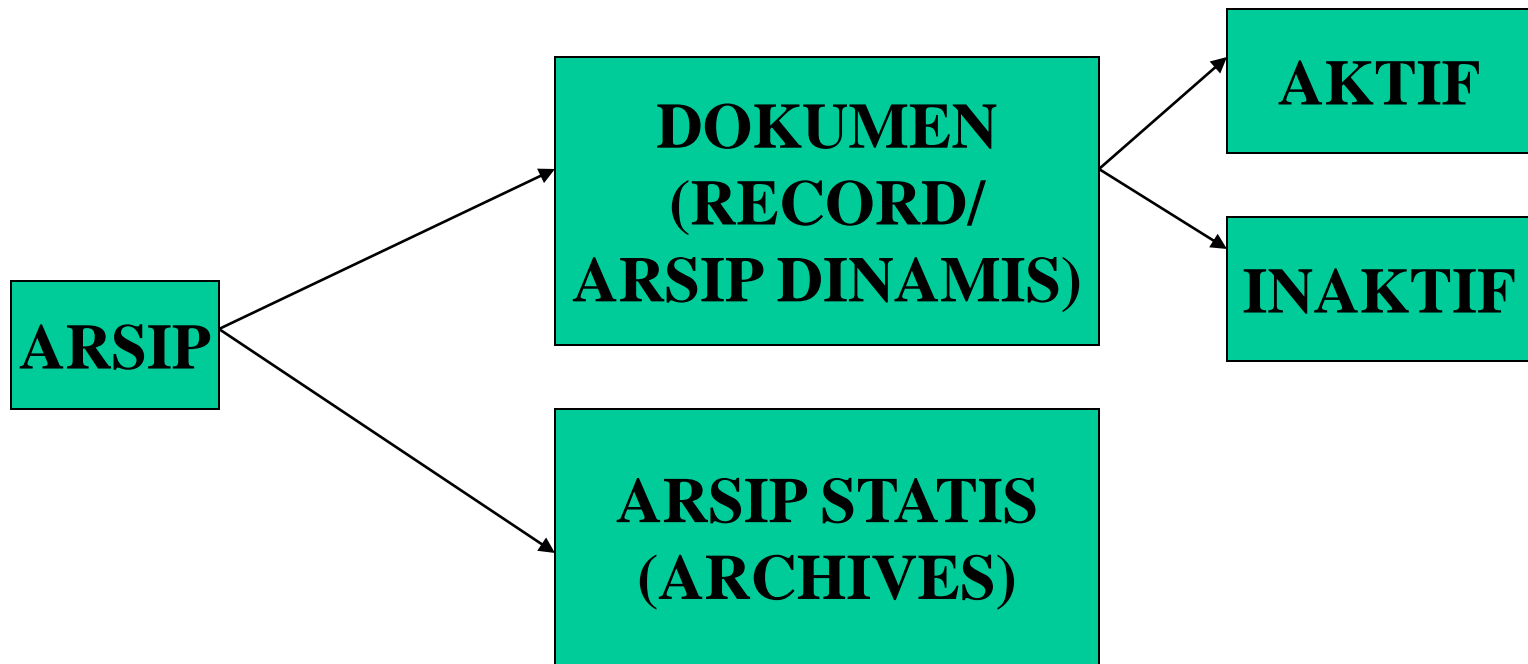 ARSIP
DOKUMEN
(RECORD/
ARSIP DINAMIS)
AKTIF
INAKTIF
ARSIP STATIS
(ARCHIVES)